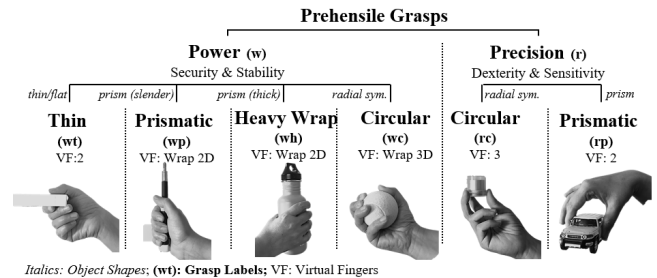 Prehensile Grasps
Power (w)
Security & Stability
Precision (r)
Dexterity & Sensitivity
thin/flat prism (slender) prism (thick) radial sym. radial sym. prism
Thin
(wt)
VF:2
Prismatic
(wp)
VF: Wrap 2D
Heavy Wrap
(wh)
VF: Wrap 2D
Circular
(wc)
VF: Wrap 3D
Circular
(rc)
VF: 3
Prismatic
(rp)
VF: 2
Italics: Object Shapes; (wt): Grasp Labels; VF: Virtual Fingers